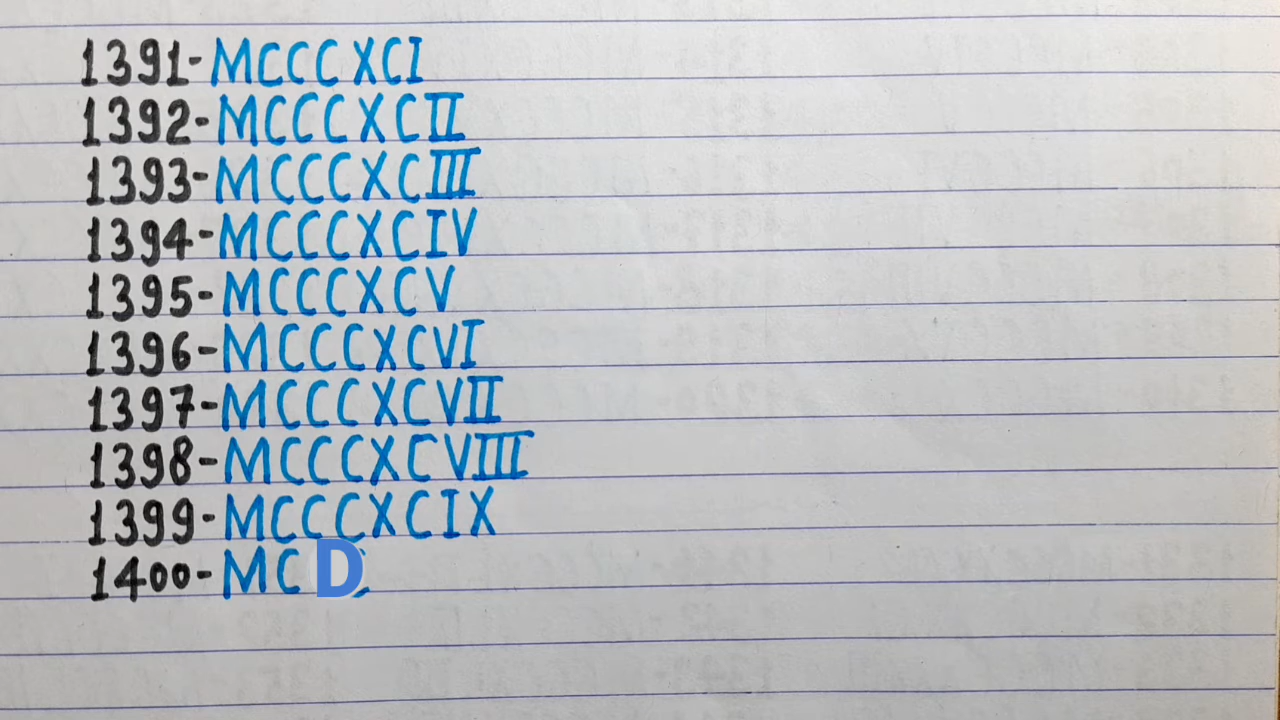 1391-MCCCXCI
1392-MCCCXCII
1393-MCCCXCIII
1394-MCCCXCIV
1395-MCCCXCV
1396-MCCCXCVI
1397-MCCCXCVII
1398-MCCCXCVIII
1399-MCCCXCIX
1400-MCD